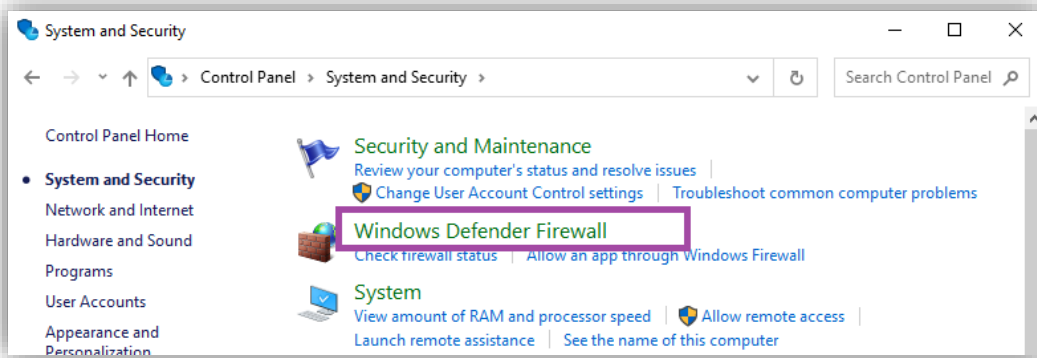 System and Security
Control Panel > System and Security >
Search Control Panel
Control Panel Home
System and Security
Network and Internet
Hardware and Sound
Programs
User Accounts
Appearance and
Personalization
Security and Maintenance
Review your computer's status and resolve issues
Change User Account Control settings | Troubleshoot common computer problems
Windows Defender Firewall
Check firewall status | Allow an app through Windows Firewall
System
View amount of RAM and processor speed | Allow remote access
Launch remote assistance | See the name of this computer